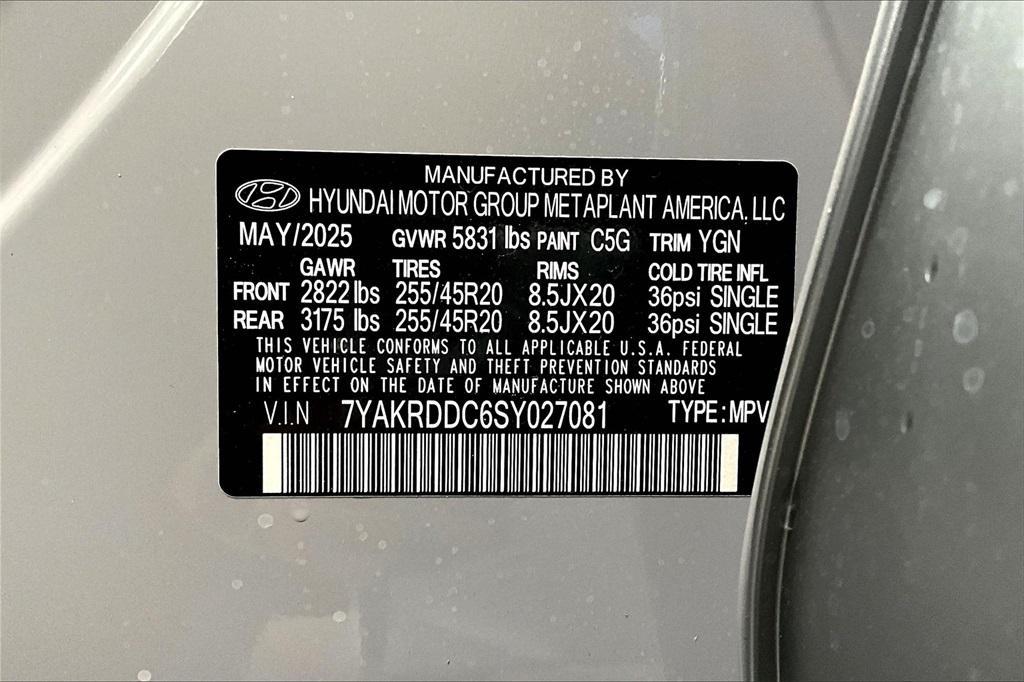 MANUFACTURED BY
HYUNDAI MOTOR GROUP METAPLANT AMERICA, LLC
MAY/2025 GVWR 5831 lbs PAINT C5G TRIM YGN
GAWR TIRES RIMS COLD TIRE INFL
FRONT 2822 lbs 255/45R20 8.5JX20 36psi SINGLE
REAR 3175 lbs 255/45R20 8.5JX20 36psi SINGLE
THIS VEHICLE CONFORMS TO ALL APPLICABLE U.S.A. FEDERAL
MOTOR VEHICLE SAFETY AND THEFT PREVENTION STANDARDS
IN EFFECT ON THE DATE OF MANUFACTURE SHOWN ABOVE
V.I.N 7YAKRDDC6SY027081 TYPE:MPV